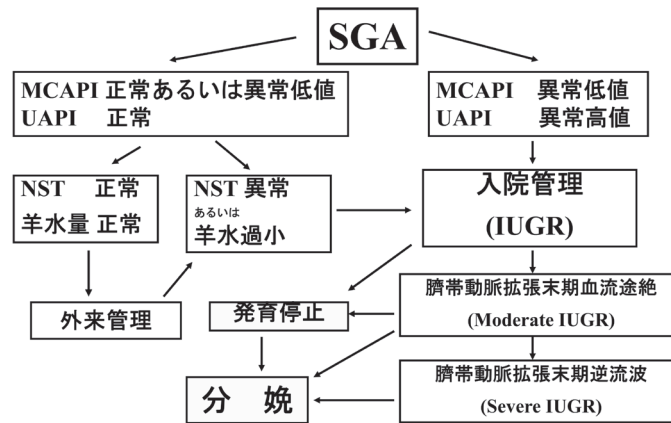 SGA
MCAPI 正常あるいは異常低値
UAPI 正常
MCAPI 異常低値
UAPI 異常高値
NST 正常
羊水量 正常
NST 異常
あるいは
羊水過小
入院管理
(IUGR)
外来管理
発育停止
臍帯動脈拡張末期血流途絶
(Moderate IUGR)
分　娩
臍帯動脈拡張末期逆流波
(Severe IUGR)